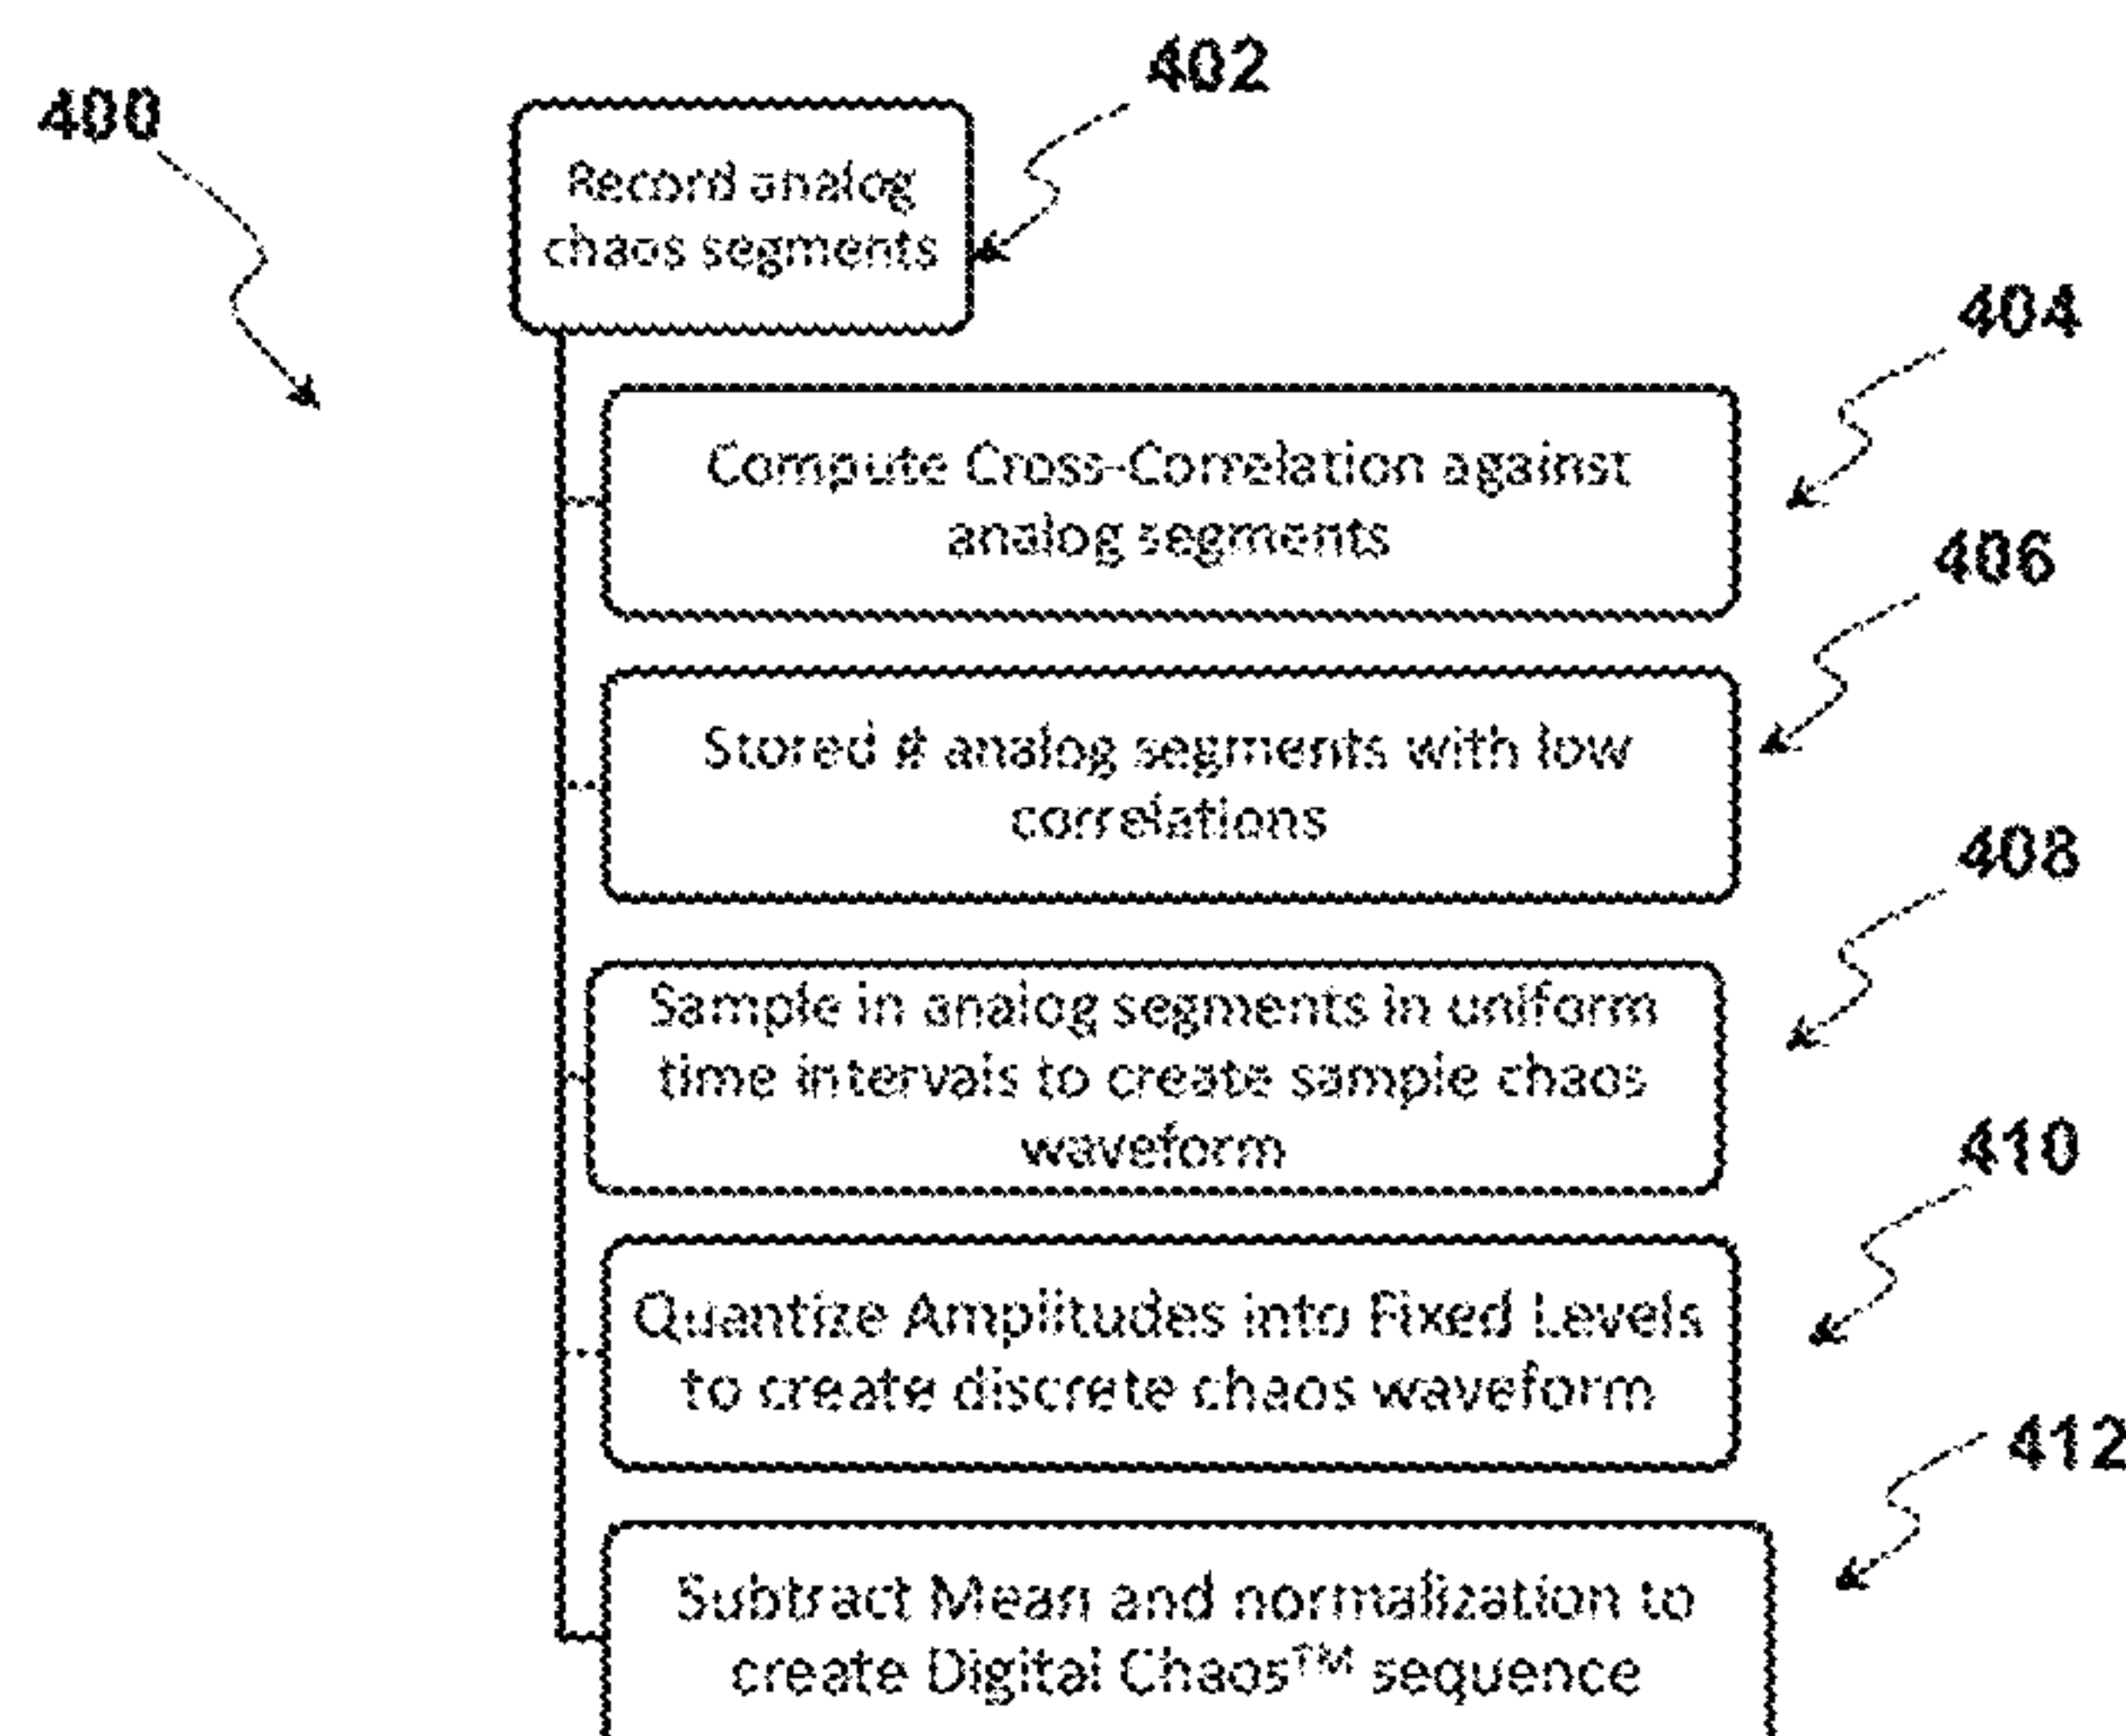 400
402
Record analog
chaos segments
404
Compute Cross-Correlation against
analog segments
406
Stored # analog segments with low
correlations
408
Sample in analog segments in uniform
time intervals to create sample chaos
waveform
410
Quantize Amplitudes into Fixed Levels
to create discrete chaos waveform
412
Subtract Mean and normalization to
create Digital Chaos™ sequence